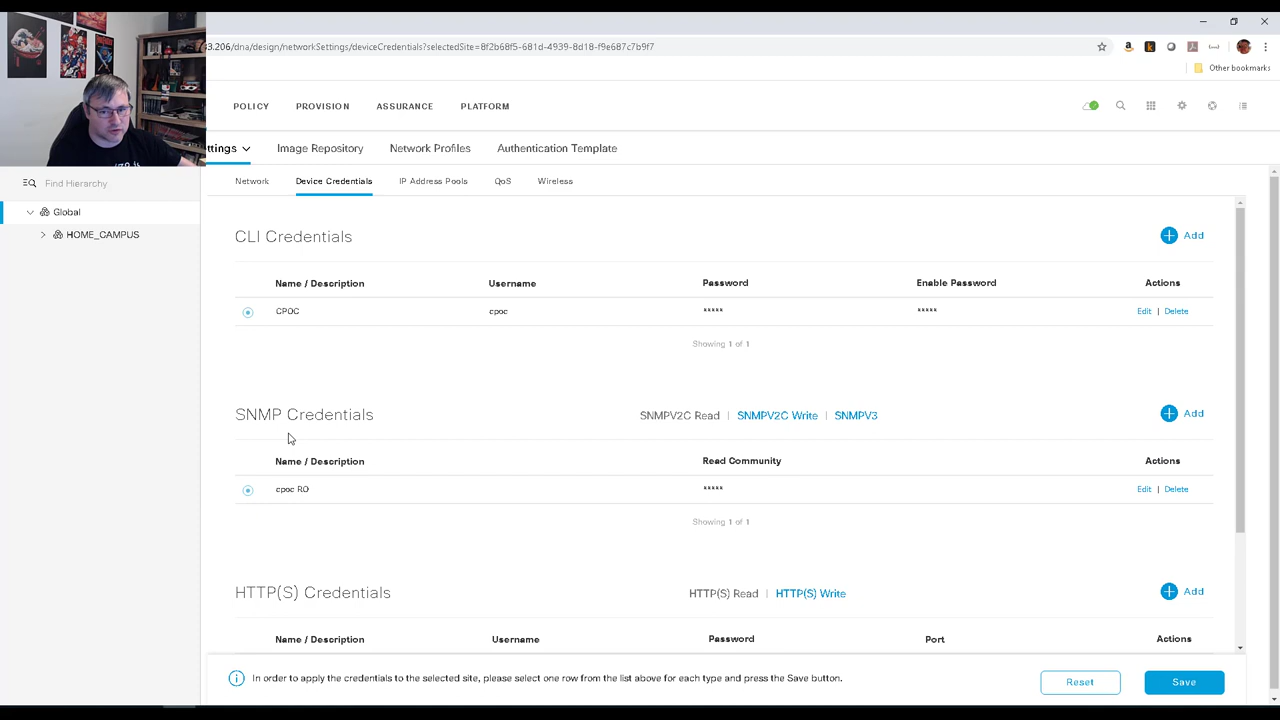 3.206/dna/design/networkSettings/deviceCredentials?selectedSite=8f2b68f5-681d-4939-8d18-f9e687c7b9f7
Other bookmarks
POLICY PROVISION ASSURANCE PLATFORM
ttings Image Repository Network Profiles Authentication Template
Find Hierarchy
Global
HOME_CAMPUS
Network Device Credentials IP Address Pools QoS Wireless
CLI Credentials Add
Name / Description Username Password Enable Password Actions
CPOC cpoc ***** ***** Edit | Delete
Showing 1 of 1
SNMP Credentials SNMPV2C Read | SNMPV2C Write | SNMPV3 Add
Name / Description Read Community Actions
cpoc RO ***** Edit | Delete
Showing 1 of 1
HTTP(S) Credentials HTTP(S) Read | HTTP(S) Write Add
Name / Description Username Password Port Actions
In order to apply the credentials to the selected site, please select one row from the list above for each type and press the Save button.
Reset Save